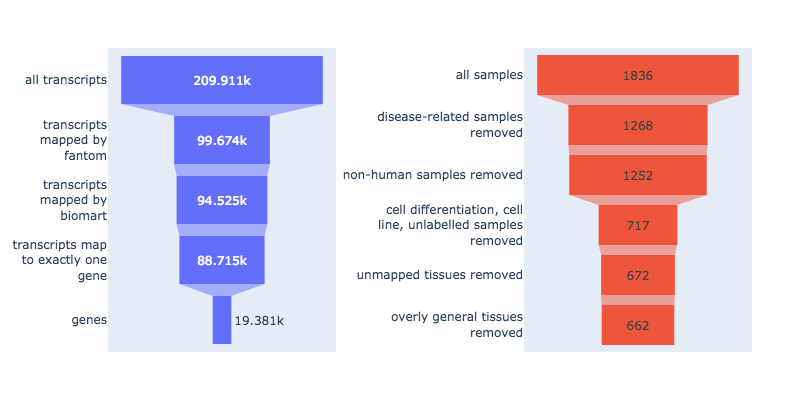 all transcripts
209.911k
transcripts
mapped by
fantom
99.674k
transcripts
mapped by
biomart
94.525k
transcripts map
to exactly one
gene
88.715k
genes
19.381k
all samples
1836
disease-related samples
removed
1268
non-human samples removed
1252
cell differentiation, cell
line, unlabelled samples
removed
717
unmapped tissues removed
672
overly general tissues
removed
662